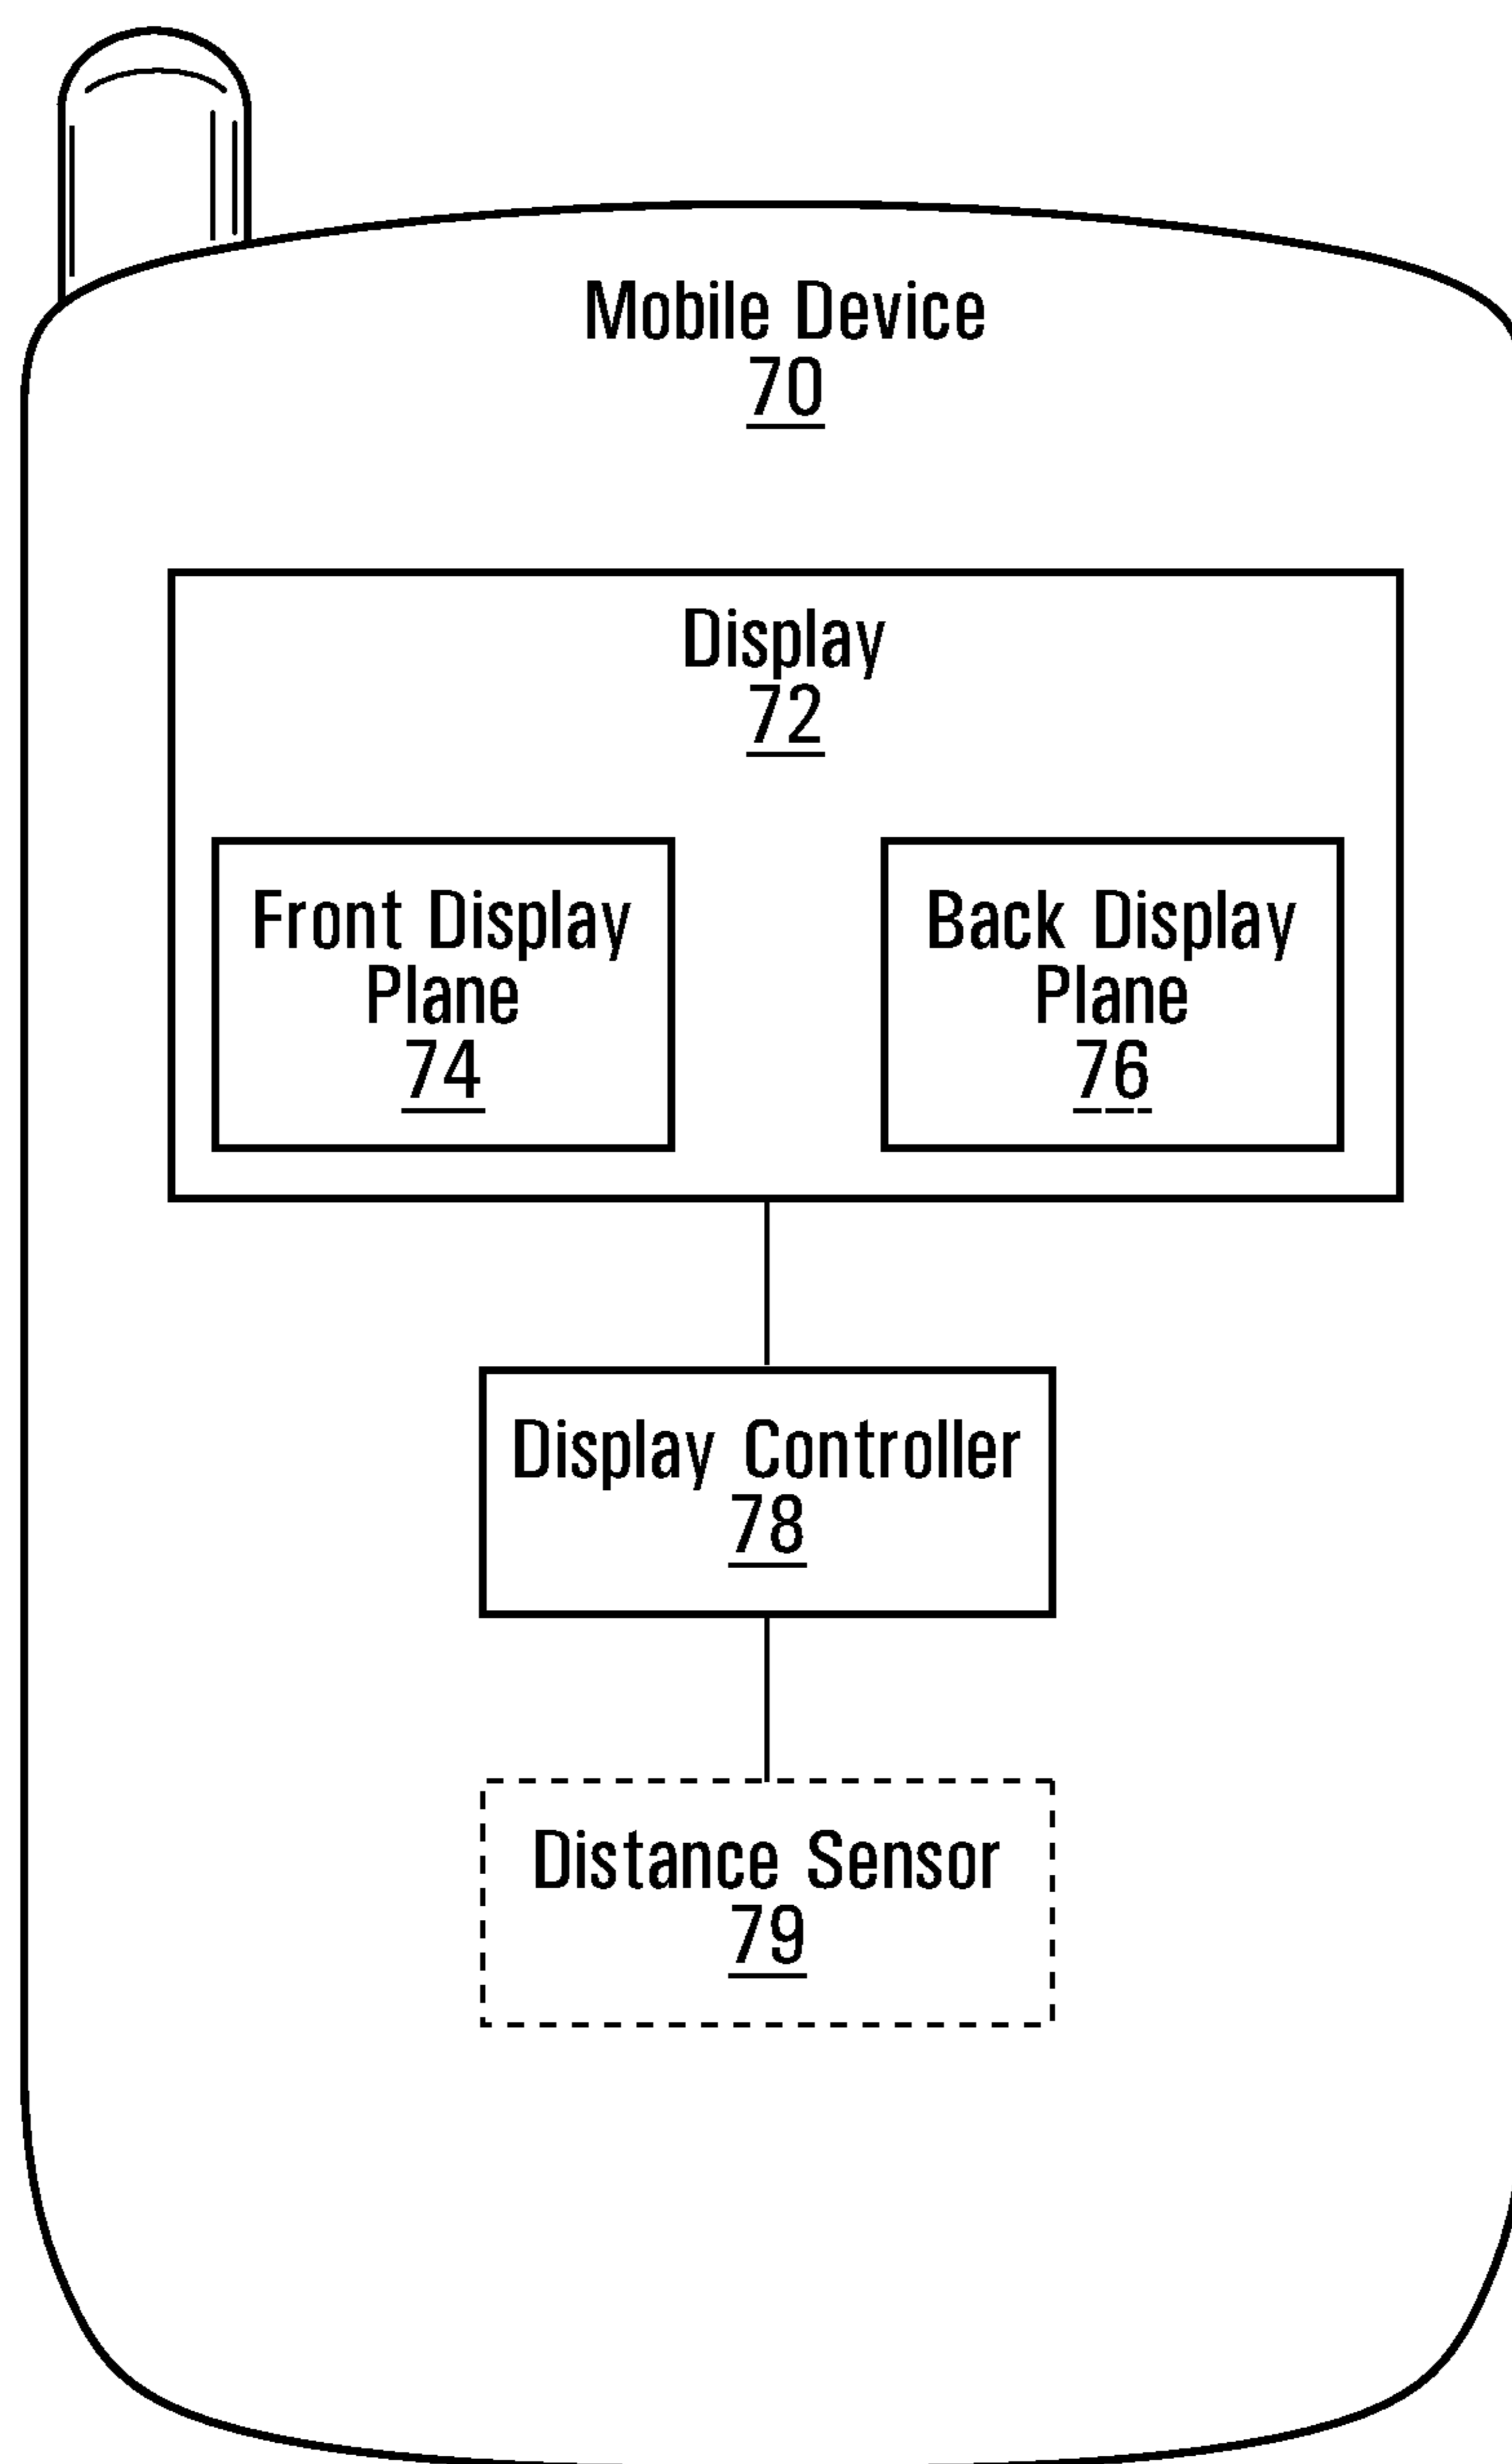 Mobile Device
70
Display
72
Front Display
Plane
74
Back Display
Plane
76
Display Controller
78
Distance Sensor
79